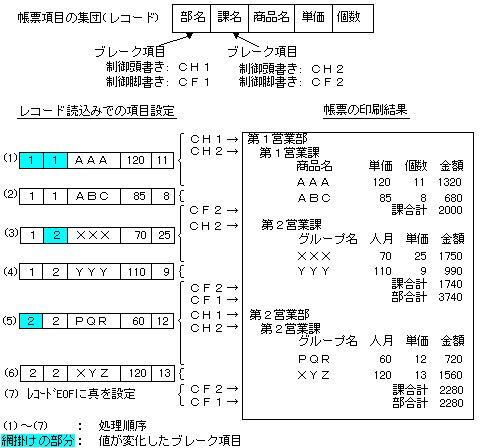 帳票項目の集団(レコード) 部名 課名 商品名 単価 個数
ブレーク項目 ブレーク項目
制御頭書き：ＣＨ１ 制御頭書き：ＣＨ２
制御脚書き：ＣＦ１ 制御脚書き：ＣＦ２
レコード読込みでの項目設定 帳票の印刷結果
ＣＨ１→ 第１営業部
ＣＨ２→ 第１営業課
商品名 単価 個数 金額
(1) １ １ ＡＡＡ 120 11 ＡＡＡ 120 11 1320
(2) １ １ ＡＢＣ 85 8 ＡＢＣ 85 8 680
ＣＦ２→ 課合計 2000
ＣＨ２→ 第２営業課
(3) １ ２ ＸＸＸ 70 25 グループ名 人月 単価 金額
ＸＸＸ 70 25 1750
(4) １ ２ ＹＹＹ 110 9 ＹＹＹ 110 9 990
ＣＦ２→ 課合計 1740
ＣＦ１→ 部合計 3740
ＣＨ１→ 第２営業部
(5) ２ ２ ＰＱＲ 60 12 ＣＨ２→ 第２営業課
グループ名 人月 単価 金額
ＰＱＲ 60 12 720
(6) ２ ２ ＸＹＺ 120 13 ＸＹＺ 120 13 1560
(7) ﾚｺｰﾄﾞEOFに真を設定 ＣＦ２→ 課合計 2280
ＣＦ１→ 部合計 2280
(1)～(7) ： 処理順序
網掛けの部分： 値が変化したブレーク項目